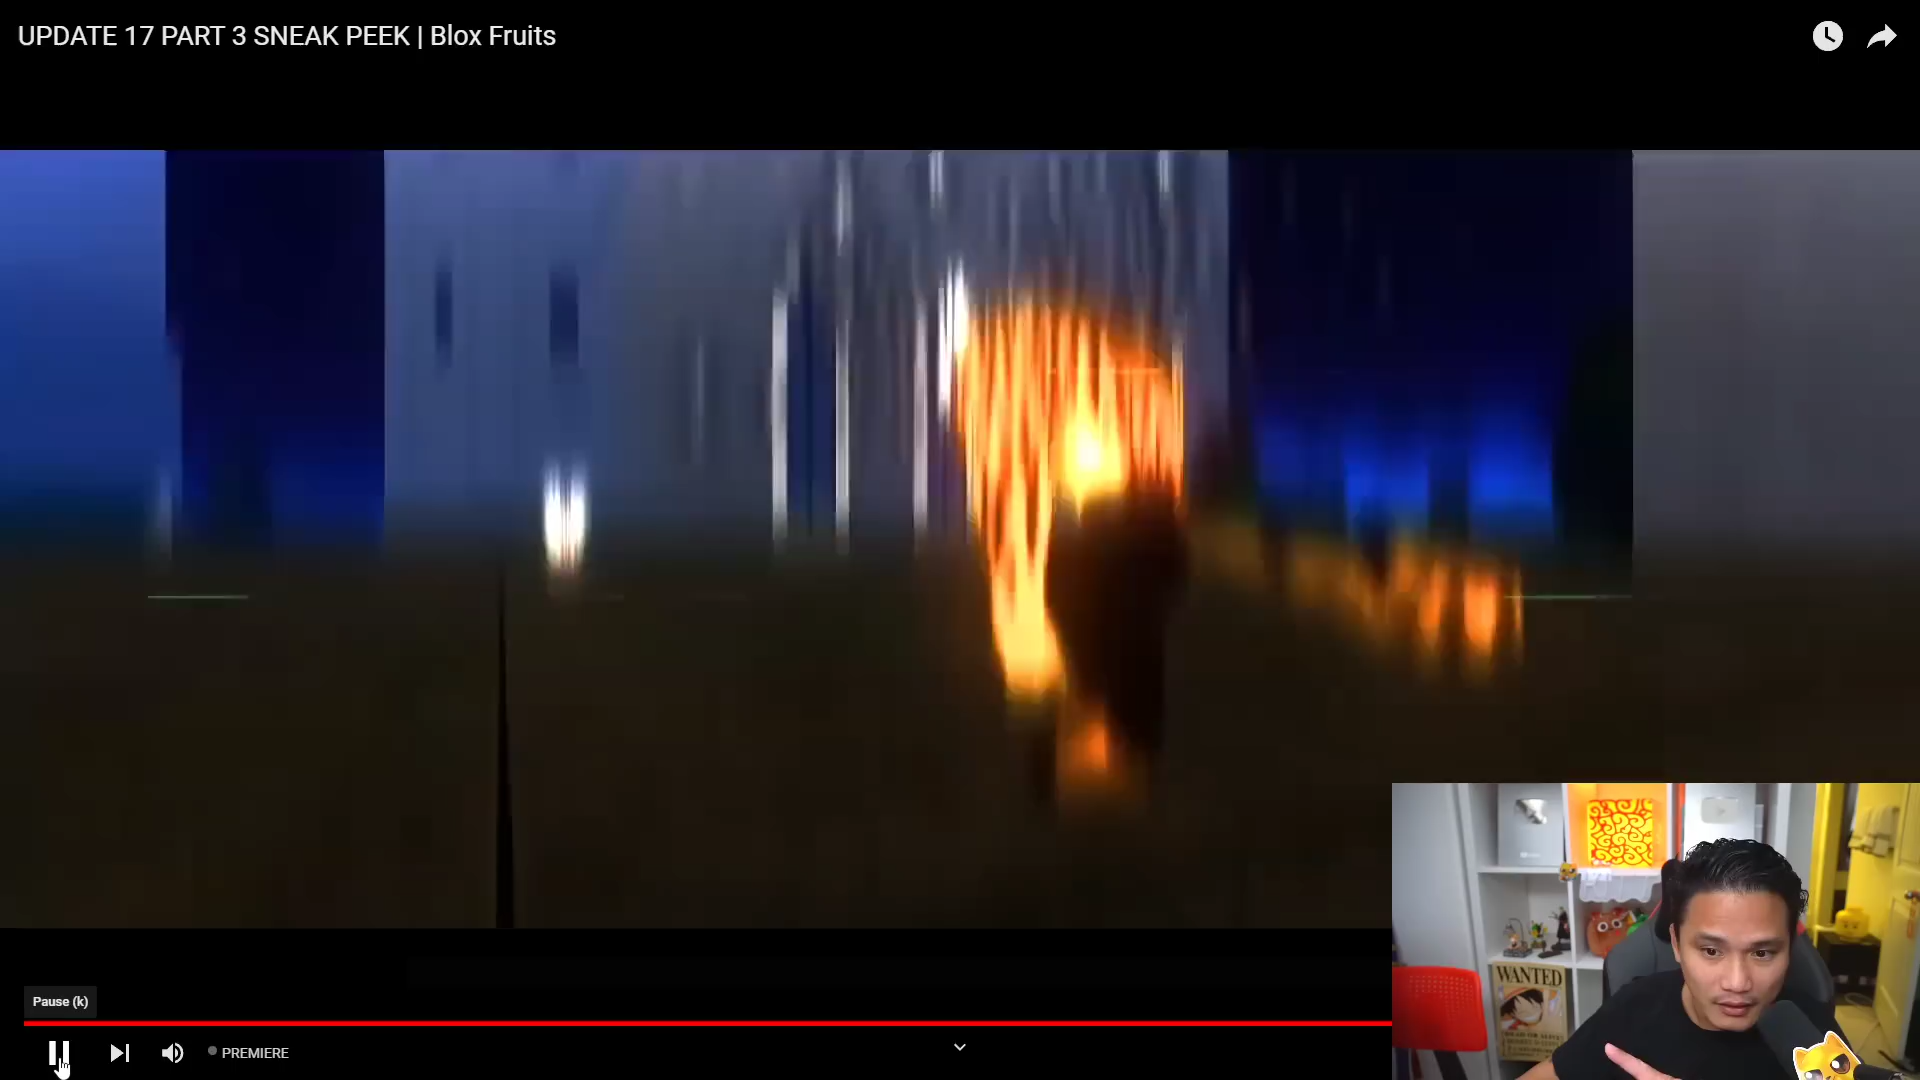 UPDATE 17 PART 3 SNEAK PEEK | Blox Fruits
WANTED
Pause (k)
PREMIERE